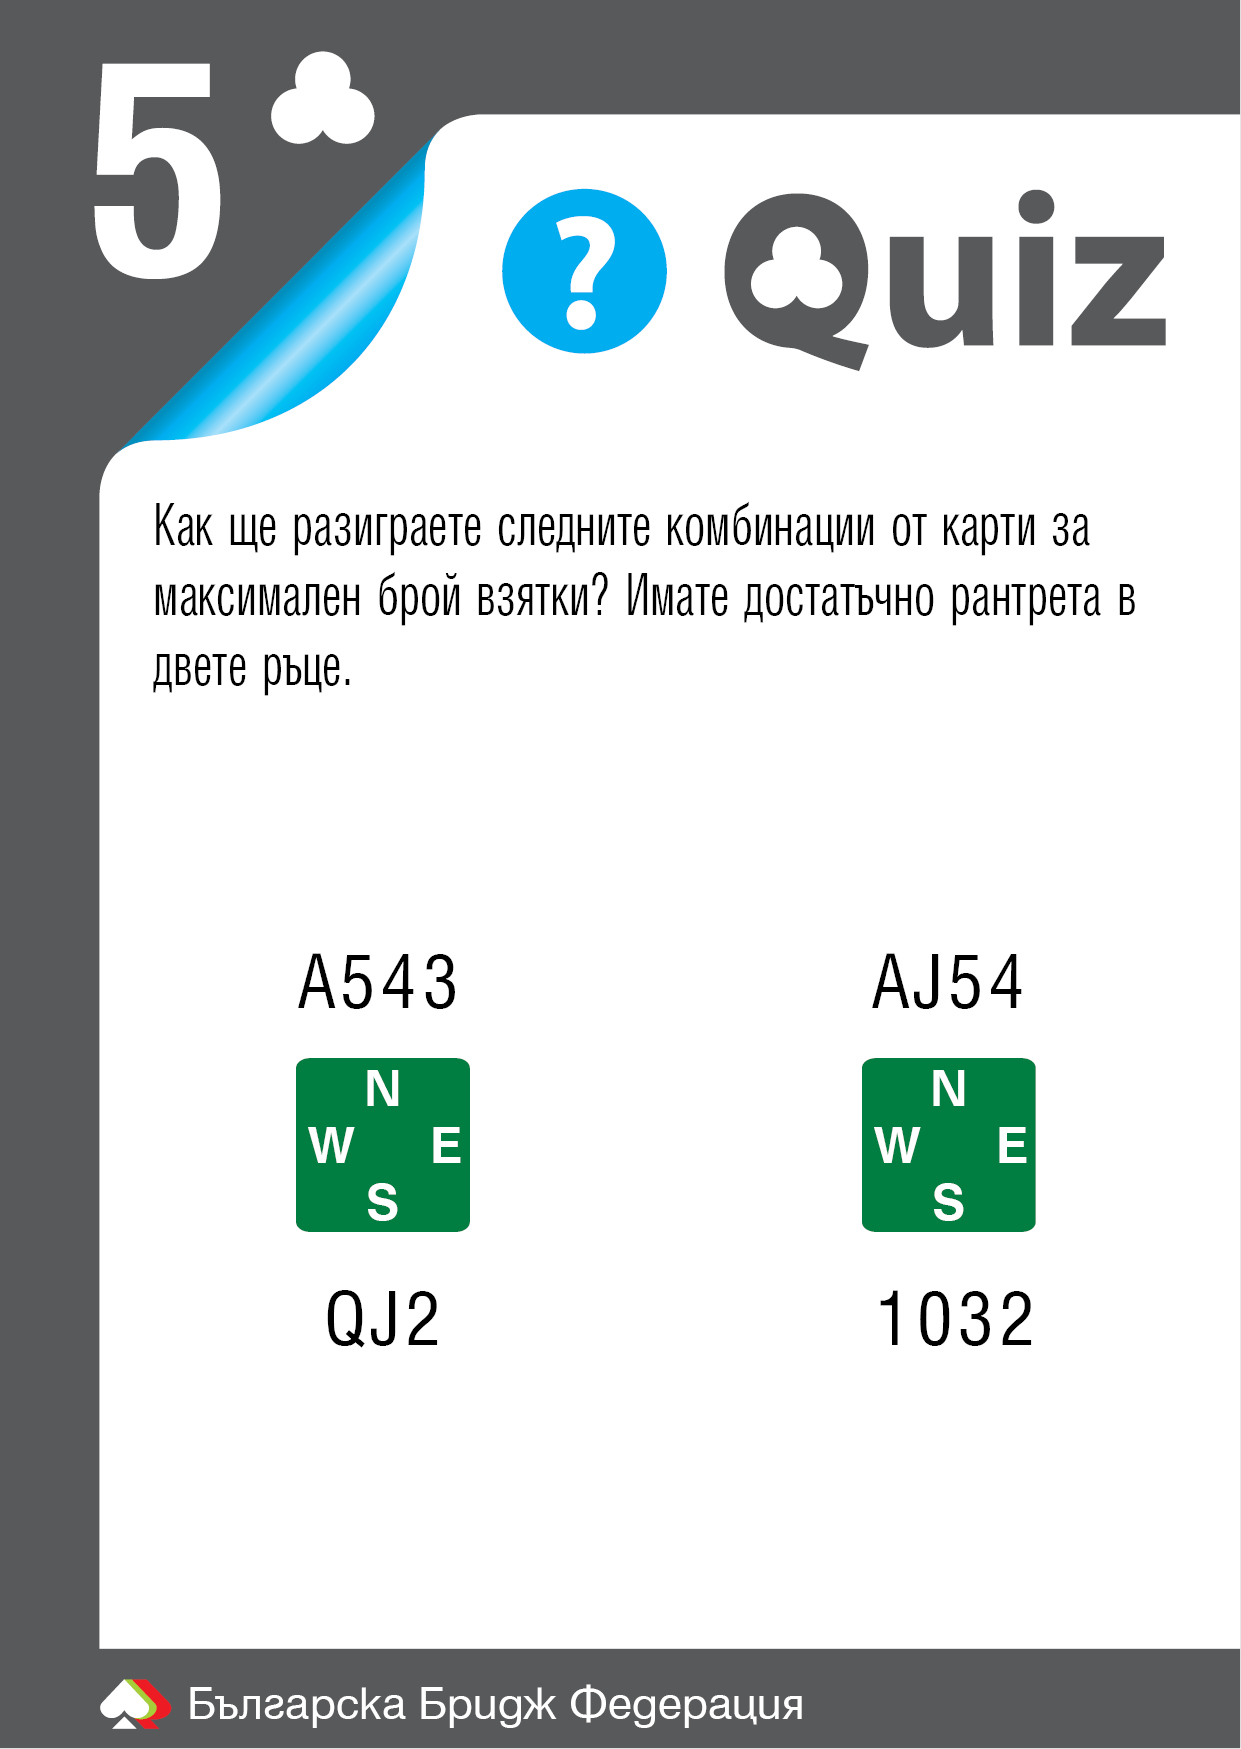 5
? Quiz
Как ще разиграете следните комбинации от карти за
максимален брой взятки? Имате достатъчно рантрета в
двете ръце.
A543 AJ54
N N
W E W E
S S
QJ2 1032
Българска Бридж Федерация